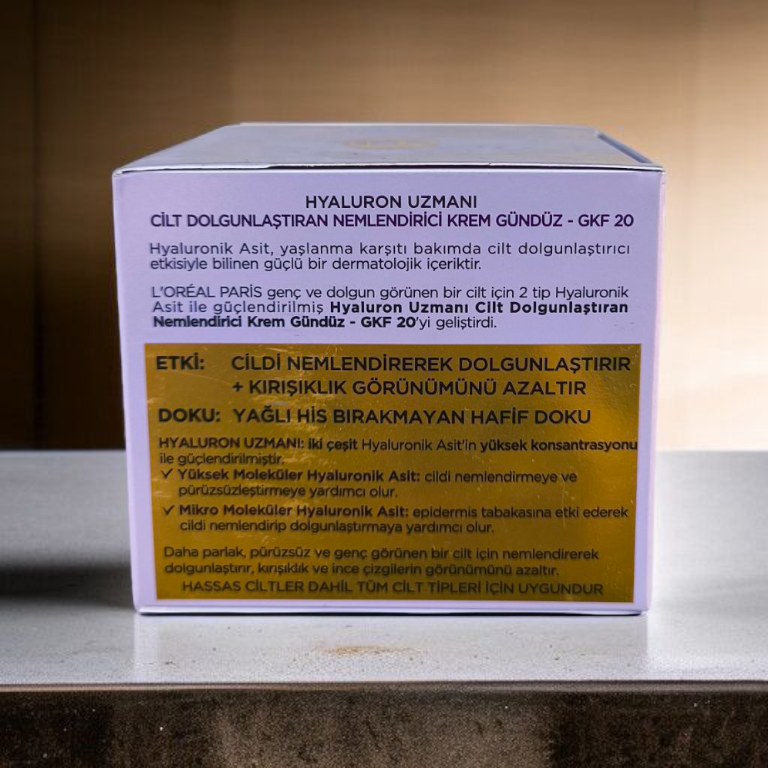 HYALURON UZMANI
CİLT DOLGUNLAŞTIRAN NEMLENDİRİCİ KREM GÜNDÜZ - GKF 20
Hyaluronik Asit, yaşlanma karşıtı bakımda cilt dolgunlaştırıcı
etkisiyle bilinen güçlü bir dermatolojik içeriktir.
L'ORÉAL PARİS genç ve dolgun görünen bir cilt için 2 tip Hyaluronik
Asit ile güçlendirilmiş Hyaluron Uzmanı Cilt Dolgunlaştıran
Nemlendirici Krem Gündüz - GKF 20'yi geliştirdi.
ETKİ: CİLDİ NEMLENDİREREK DOLGUNLAŞTIRIR
+ KIRIŞIKLIK GÖRÜNÜMÜNÜ AZALTIR
DOKU: YAĞLI HİS BIRAKMAYAN HAFİF DOKU
HYALURON UZMANI: iki çeşit Hyaluronik Asit'in yüksek konsantrasyonu
ile güçlendirilmiştir.
✓ Yüksek Moleküler Hyaluronik Asit: cildi nemlendirmeye ve
pürüzsüzleştirmeye yardımcı olur.
✓ Mikro Moleküler Hyaluronik Asit: epidermis tabakasına etki ederek
cildi nemlendirip dolgunlaştırmaya yardımcı olur.
Daha parlak, pürüzsüz ve genç görünen bir cilt için nemlendirerek
dolgunlaştırır, kırışıklık ve ince çizgilerin görünümünü azaltır.
HASSAS CİLTLER DAHİL TÜM CİLT TİPLERİ İÇİN UYGUNDUR